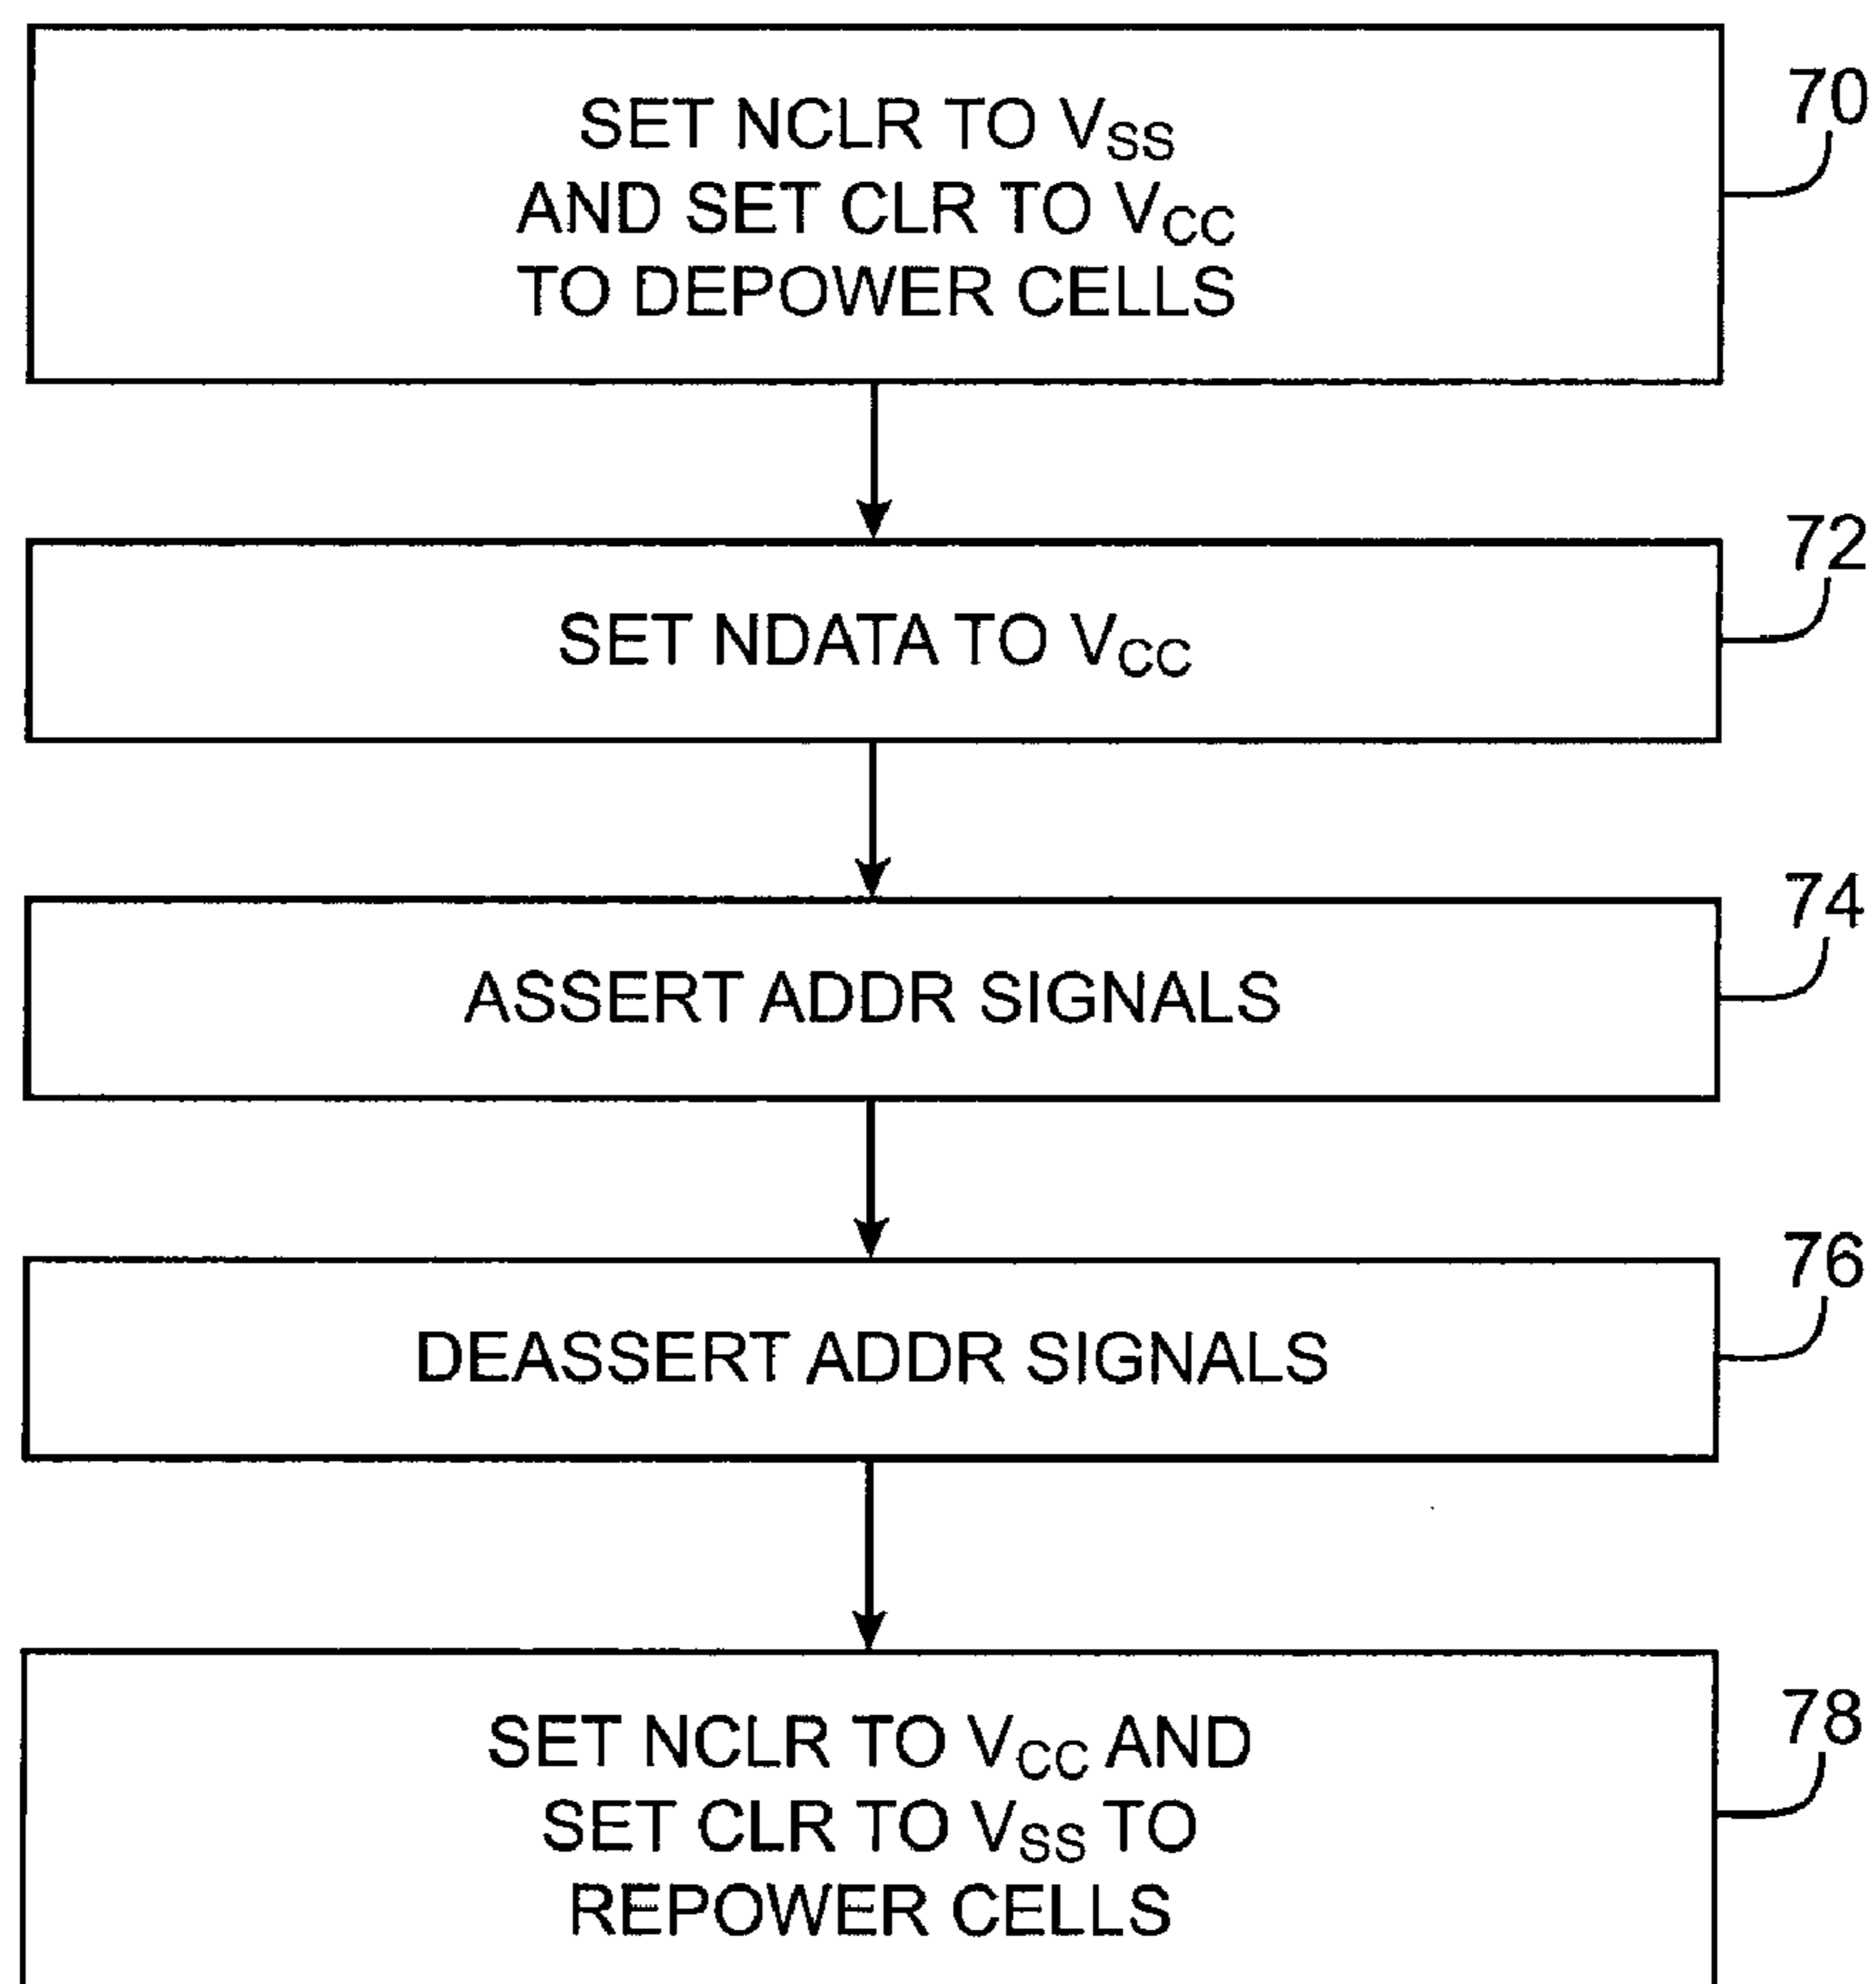 SET NCLR TO VSS
AND SET CLR TO VCC
TO DEPOWER CELLS
70
SET NDATA TO VCC
72
ASSERT ADDR SIGNALS
74
DEASSERT ADDR SIGNALS
76
SET NCLR TO VCC AND
SET CLR TO VSS TO
REPOWER CELLS
78